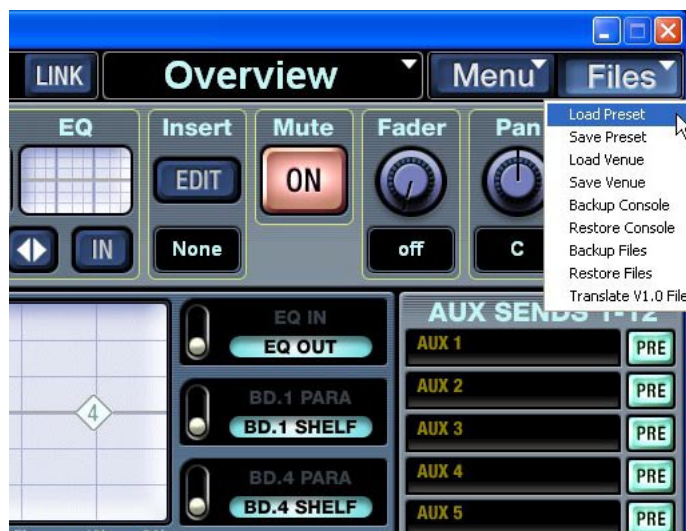 LINK Overview Menu Files
EQ Insert Mute Fader Pan
EDIT ON
IN None off C
Load Preset
Save Preset
Load Venue
Save Venue
Backup Console
Restore Console
Backup Files
Restore Files
Translate V1.0 File
EQ IN
EQ OUT
BD.1 PARA
BD.1 SHELF
BD.4 PARA
BD.4 SHELF
4
AUX SENDS 1-12
AUX 1 PRE
AUX 2 PRE
AUX 3 PRE
AUX 4 PRE
AUX 5 PRE